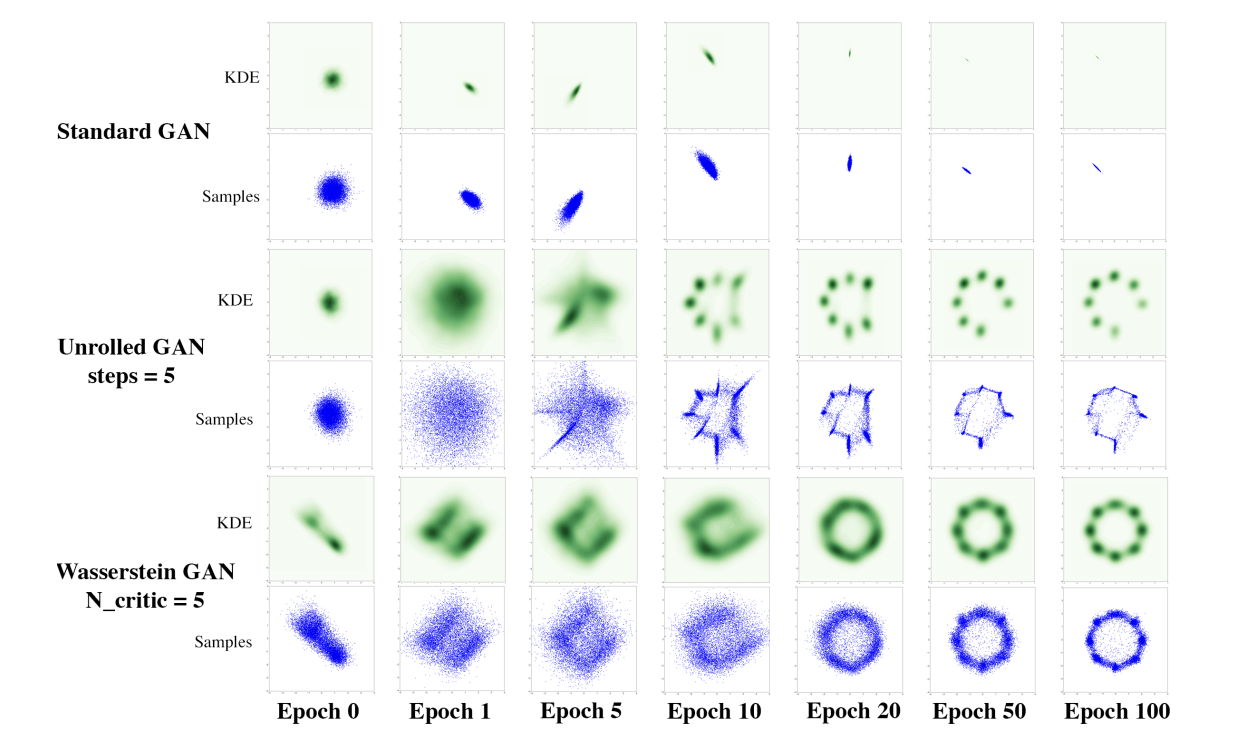 KDE
Standard GAN
Samples
KDE
Unrolled GAN
steps = 5
Samples
KDE
Wasserstein GAN
N_critic = 5
Samples
Epoch 0 Epoch 1 Epoch 5 Epoch 10 Epoch 20 Epoch 50 Epoch 100